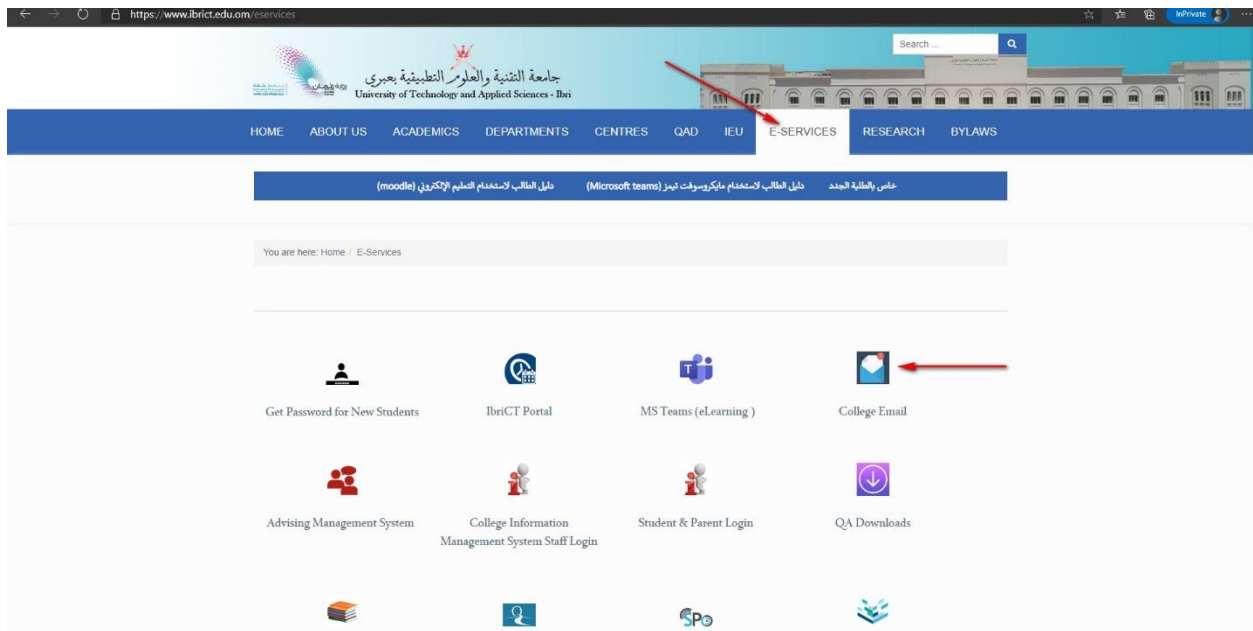 https://www.ibrict.edu.om/eservices
InPrivate
Search ...
جامعة التقنية والعلوم التطبيقية بعبري
University of Technology and Applied Sciences - Ibri
HOME ABOUT US ACADEMICS DEPARTMENTS CENTRES QAD IEU E-SERVICES RESEARCH BYLAWS
خاص بالطلبة الجدد دليل الطالب لاستخدام مايكروسوفت تيمز (Microsoft teams) دليل الطالب لاستخدام التعليم الإلكتروني (moodle)
You are here: Home / E-Services
Get Password for New Students
IbriCT Portal
MS Teams (eLearning )
College Email
Advising Management System
College Information
Management System Staff Login
Student & Parent Login
QA Downloads
SPO